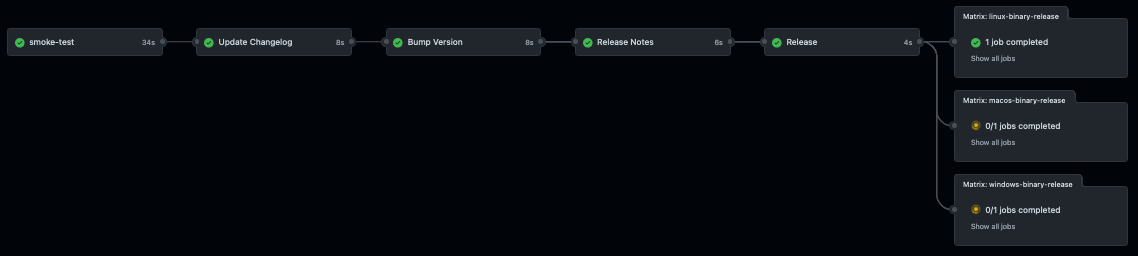 smoke-test 34s
Update Changelog 8s
Bump Version 8s
Release Notes 6s
Release 4s
Matrix: linux-binary-release
1 job completed
Show all jobs
Matrix: macos-binary-release
0/1 jobs completed
Show all jobs
Matrix: windows-binary-release
0/1 jobs completed
Show all jobs